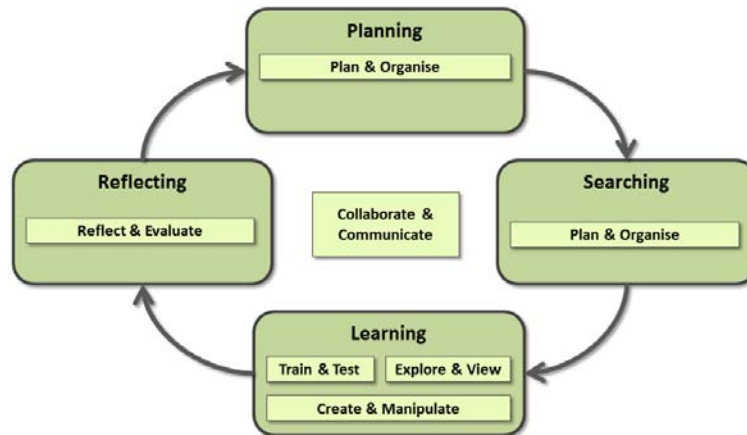 Planning
Plan & Organise
Reflecting
Reflect & Evaluate
Collaborate &
Communicate
Searching
Plan & Organise
Learning
Train & Test
Explore & View
Create & Manipulate